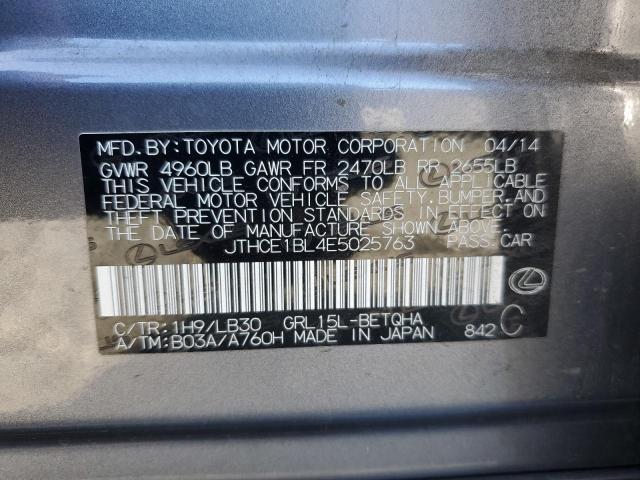 MFD. BY:TOYOTA MOTOR CORPORATION 04/14
GVWR 4960LB GAWR FR 2470LB RR 2655LB
THIS VEHICLE CONFORMS TO ALL APPLICABLE
FEDERAL MOTOR VEHICLE SAFETY, BUMPER, AND
THEFT PREVENTION STANDARDS IN EFFECT ON
THE DATE OF MANUFACTURE SHOWN ABOVE.
JTHCE1BL4E5025763 PASS. CAR
C/TR:1H9/LB30 GRL15L-BETQHA
A/TM:B03A/A760H MADE IN JAPAN 842 C